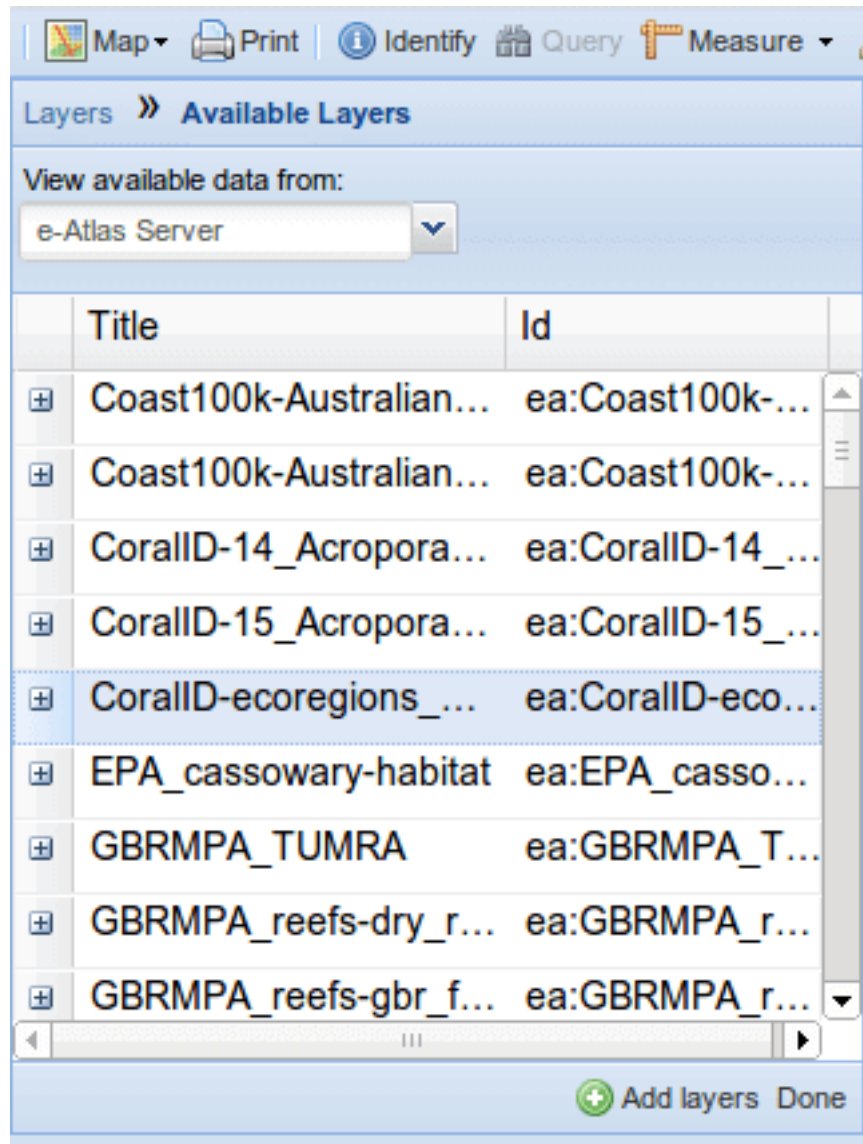 Map Print Identify Query Measure
Layers » Available Layers
View available data from:
e-Atlas Server
Title Id
Coast100k-Australian... ea:Coast100k-...
Coast100k-Australian... ea:Coast100k-...
CoralID-14_Acropora... ea:CoralID-14_...
CoralID-15_Acropora... ea:CoralID-15_...
CoralID-ecoregions_... ea:CoralID-eco...
EPA_cassowary-habitat ea:EPA_casso...
GBRMPA_TUMRA ea:GBRMPA_T...
GBRMPA_reefs-dry_r... ea:GBRMPA_r...
GBRMPA_reefs-gbr_f... ea:GBRMPA_r...
Add layers Done